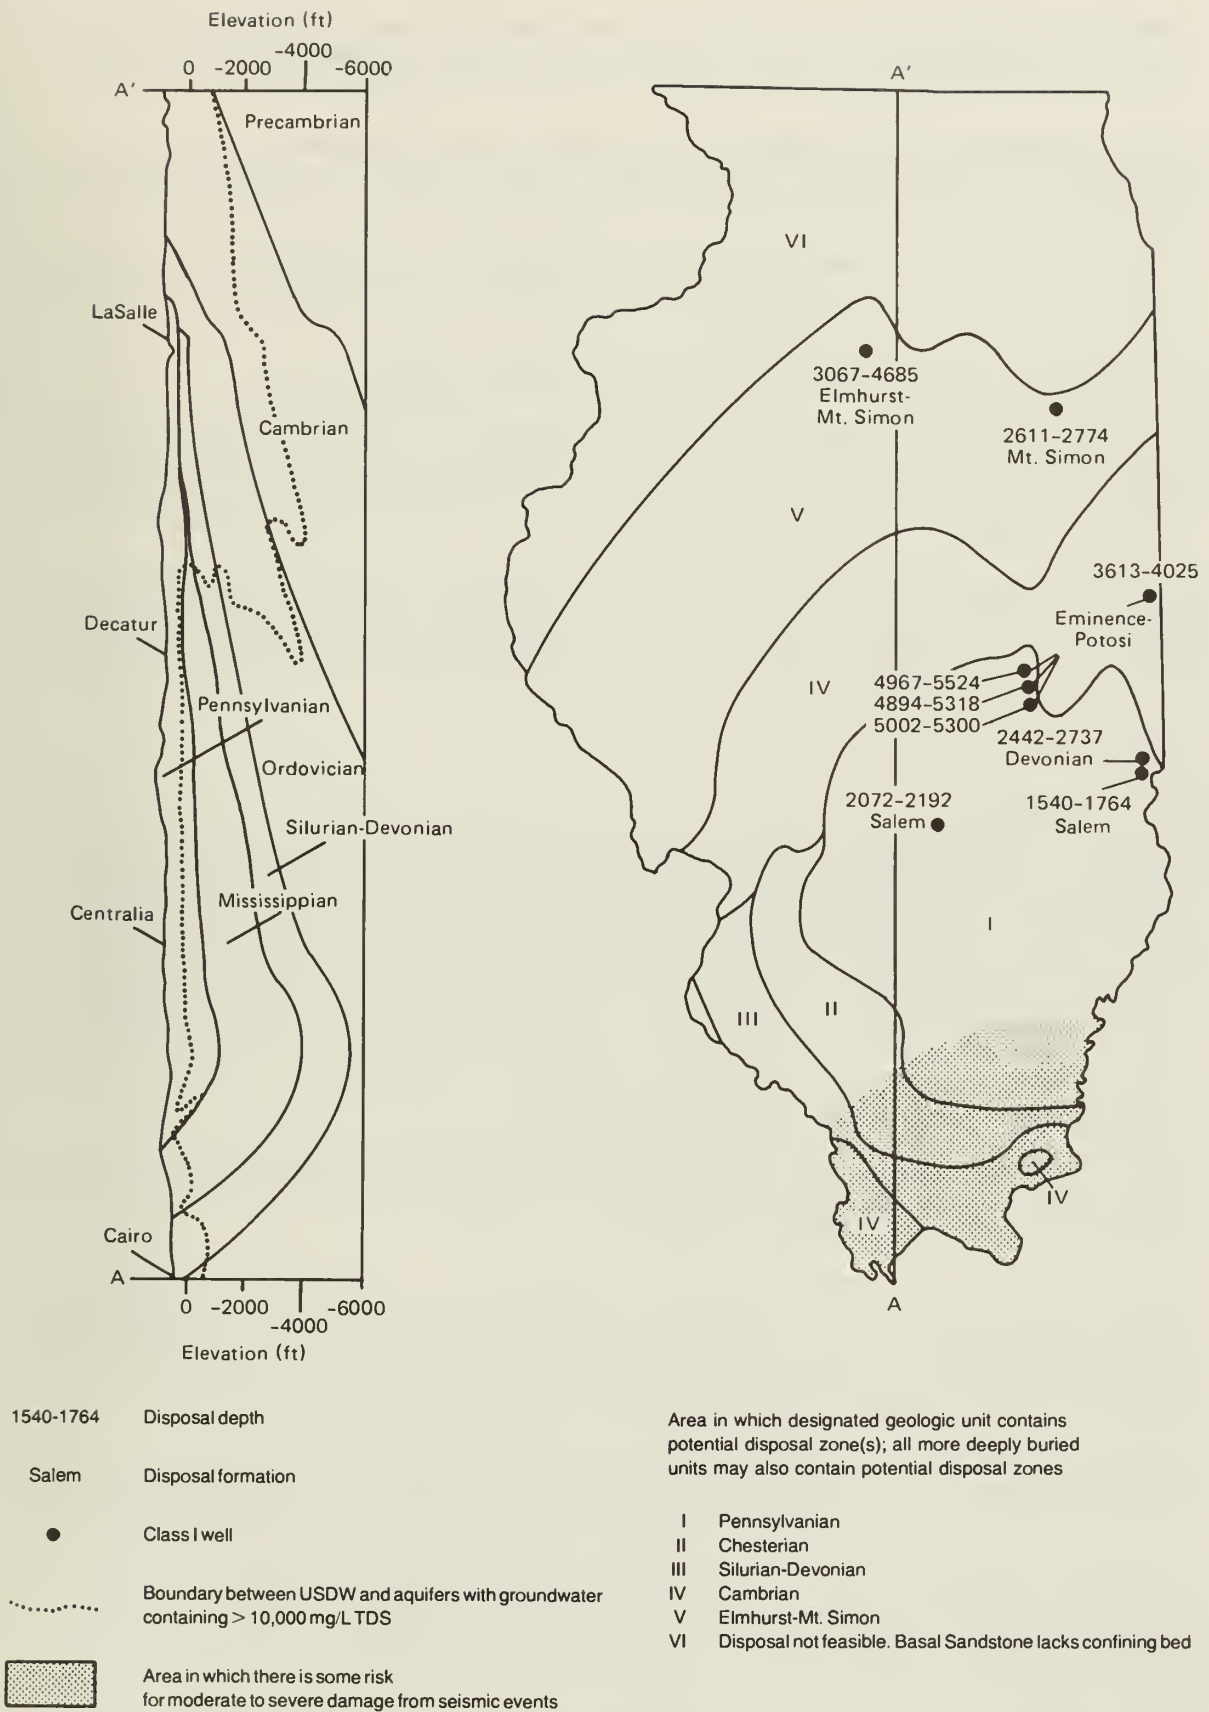 Elevation (ft)
-4000
0 -2000 -6000
A'
Precambrian
LaSalle
Cambrian
Decatur
Pennsylvanian
Ordovician
Silurian-Devonian
Mississippian
Centralia
Cairo
A
0 -2000 -6000
-4000
Elevation (ft)
A'
VI
3067-4685
Elmhurst-
Mt. Simon
2611-2774
Mt. Simon
V
3613-4025
Eminence-
Potosi
IV
4967-5524
4894-5318
5002-5300
2442-2737
Devonian
2072-2192
Salem
1540-1764
Salem
I
II
III
IV
IV
A
1540-1764 Disposal depth
Salem Disposal formation
Class I well
Boundary between USDW and aquifers with groundwater
containing > 10,000 mg/L TDS
Area in which there is some risk
for moderate to severe damage from seismic events
Area in which designated geologic unit contains
potential disposal zone(s); all more deeply buried
units may also contain potential disposal zones
I Pennsylvanian
II Chesterian
III Silurian-Devonian
IV Cambrian
V Elmhurst-Mt. Simon
VI Disposal not feasible. Basal Sandstone lacks confining bed